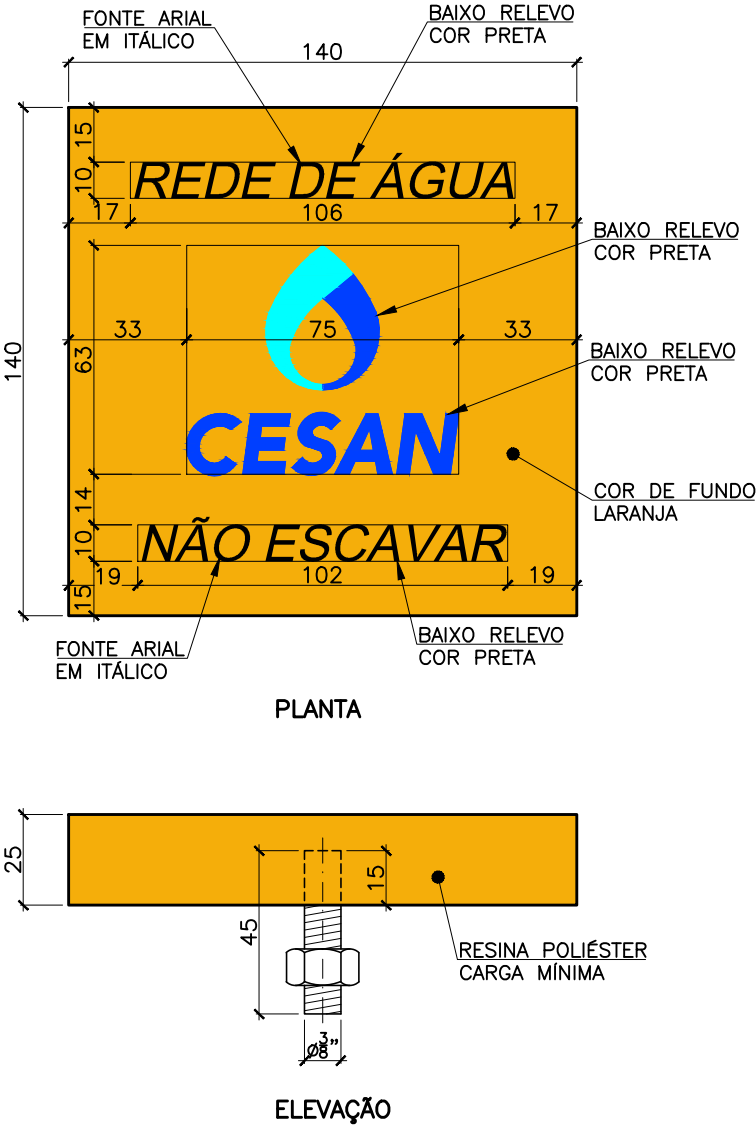 FONTE ARIAL
EM ITÁLICO
BAIXO RELEVO
COR PRETA
140
15
10
REDE DE ÁGUA
17
106
17
BAIXO RELEVO
COR PRETA
140
63
33
75
33
BAIXO RELEVO
COR PRETA
CESAN
COR DE FUNDO
LARANJA
14
10
NÃO ESCAVAR
19
102
19
15
FONTE ARIAL
EM ITÁLICO
BAIXO RELEVO
COR PRETA
PLANTA
25
15
45
RESINA POLIÉSTER
CARGA MÍNIMA
Ø3/8"
ELEVAÇÃO